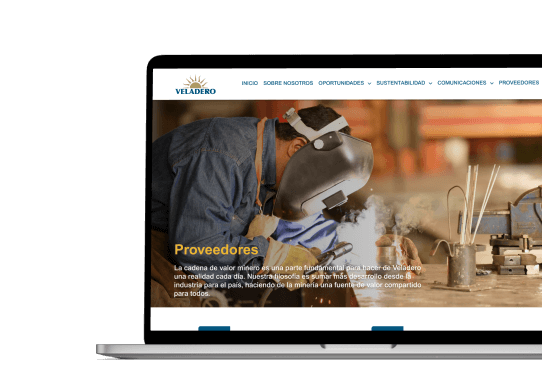 VELADERO
INICIO SOBRE NOSOTROS OPORTUNIDADES SUSTENTABILIDAD COMUNICACIONES PROVEEDORES
Proveedores
La cadena de valor minero es una parte fundamental para hacer de Veladero
una realidad cada día. Nuestra filosofía es sumar más desarrollo desde la
industria para el país, haciendo de la minería una fuente de valor compartido
para todos.